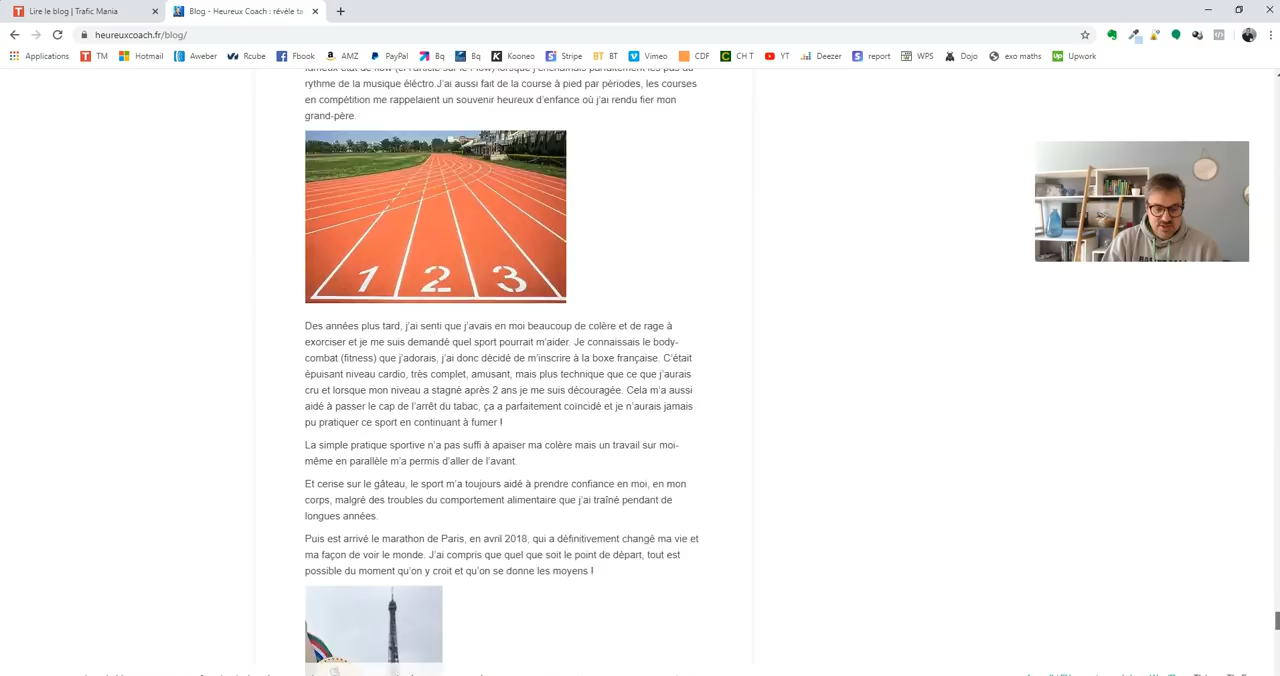 Lire le blog | Trafic Mania
Blog - Heureux Coach : révèle ta
heureuxcoach.fr/blog/
Applications TM Hotmail Aweber Rcube Fbook AMZ PayPal Bq Bq Kooneo Stripe BT Vimeo CDF CH T YT Deezer report WPS Dojo exo maths Upwork
rythme de la musique éléctro.J'ai aussi fait de la course à pied par périodes, les courses
en compétition me rappelaient un souvenir heureux d'enfance où j'ai rendu fier mon
grand-père.
1 2 3
Des années plus tard, j'ai senti que j'avais en moi beaucoup de colère et de rage à
exorciser et je me suis demandé quel sport pourrait m'aider. Je connaissais le body-
combat (fitness) que j'adorais, j'ai donc décidé de m'inscrire à la boxe française. C'était
épuisant niveau cardio, très complet, amusant, mais plus technique que ce que j'aurais
cru et lorsque mon niveau a stagné après 2 ans je me suis découragée. Cela m'a aussi
aidé à passer le cap de l'arrêt du tabac, ça a parfaitement coïncidé et je n'aurais jamais
pu pratiquer ce sport en continuant à fumer !
La simple pratique sportive n'a pas suffi à apaiser ma colère mais un travail sur moi-
même en parallèle m'a permis d'aller de l'avant.
Et cerise sur le gâteau, le sport m'a toujours aidé à prendre confiance en moi, en mon
corps, malgré des troubles du comportement alimentaire que j'ai traîné pendant de
longues années.
Puis est arrivé le marathon de Paris, en avril 2018, qui a définitivement changé ma vie et
ma façon de voir le monde. J'ai compris que quel que soit le point de départ, tout est
possible du moment qu'on y croit et qu'on se donne les moyens !